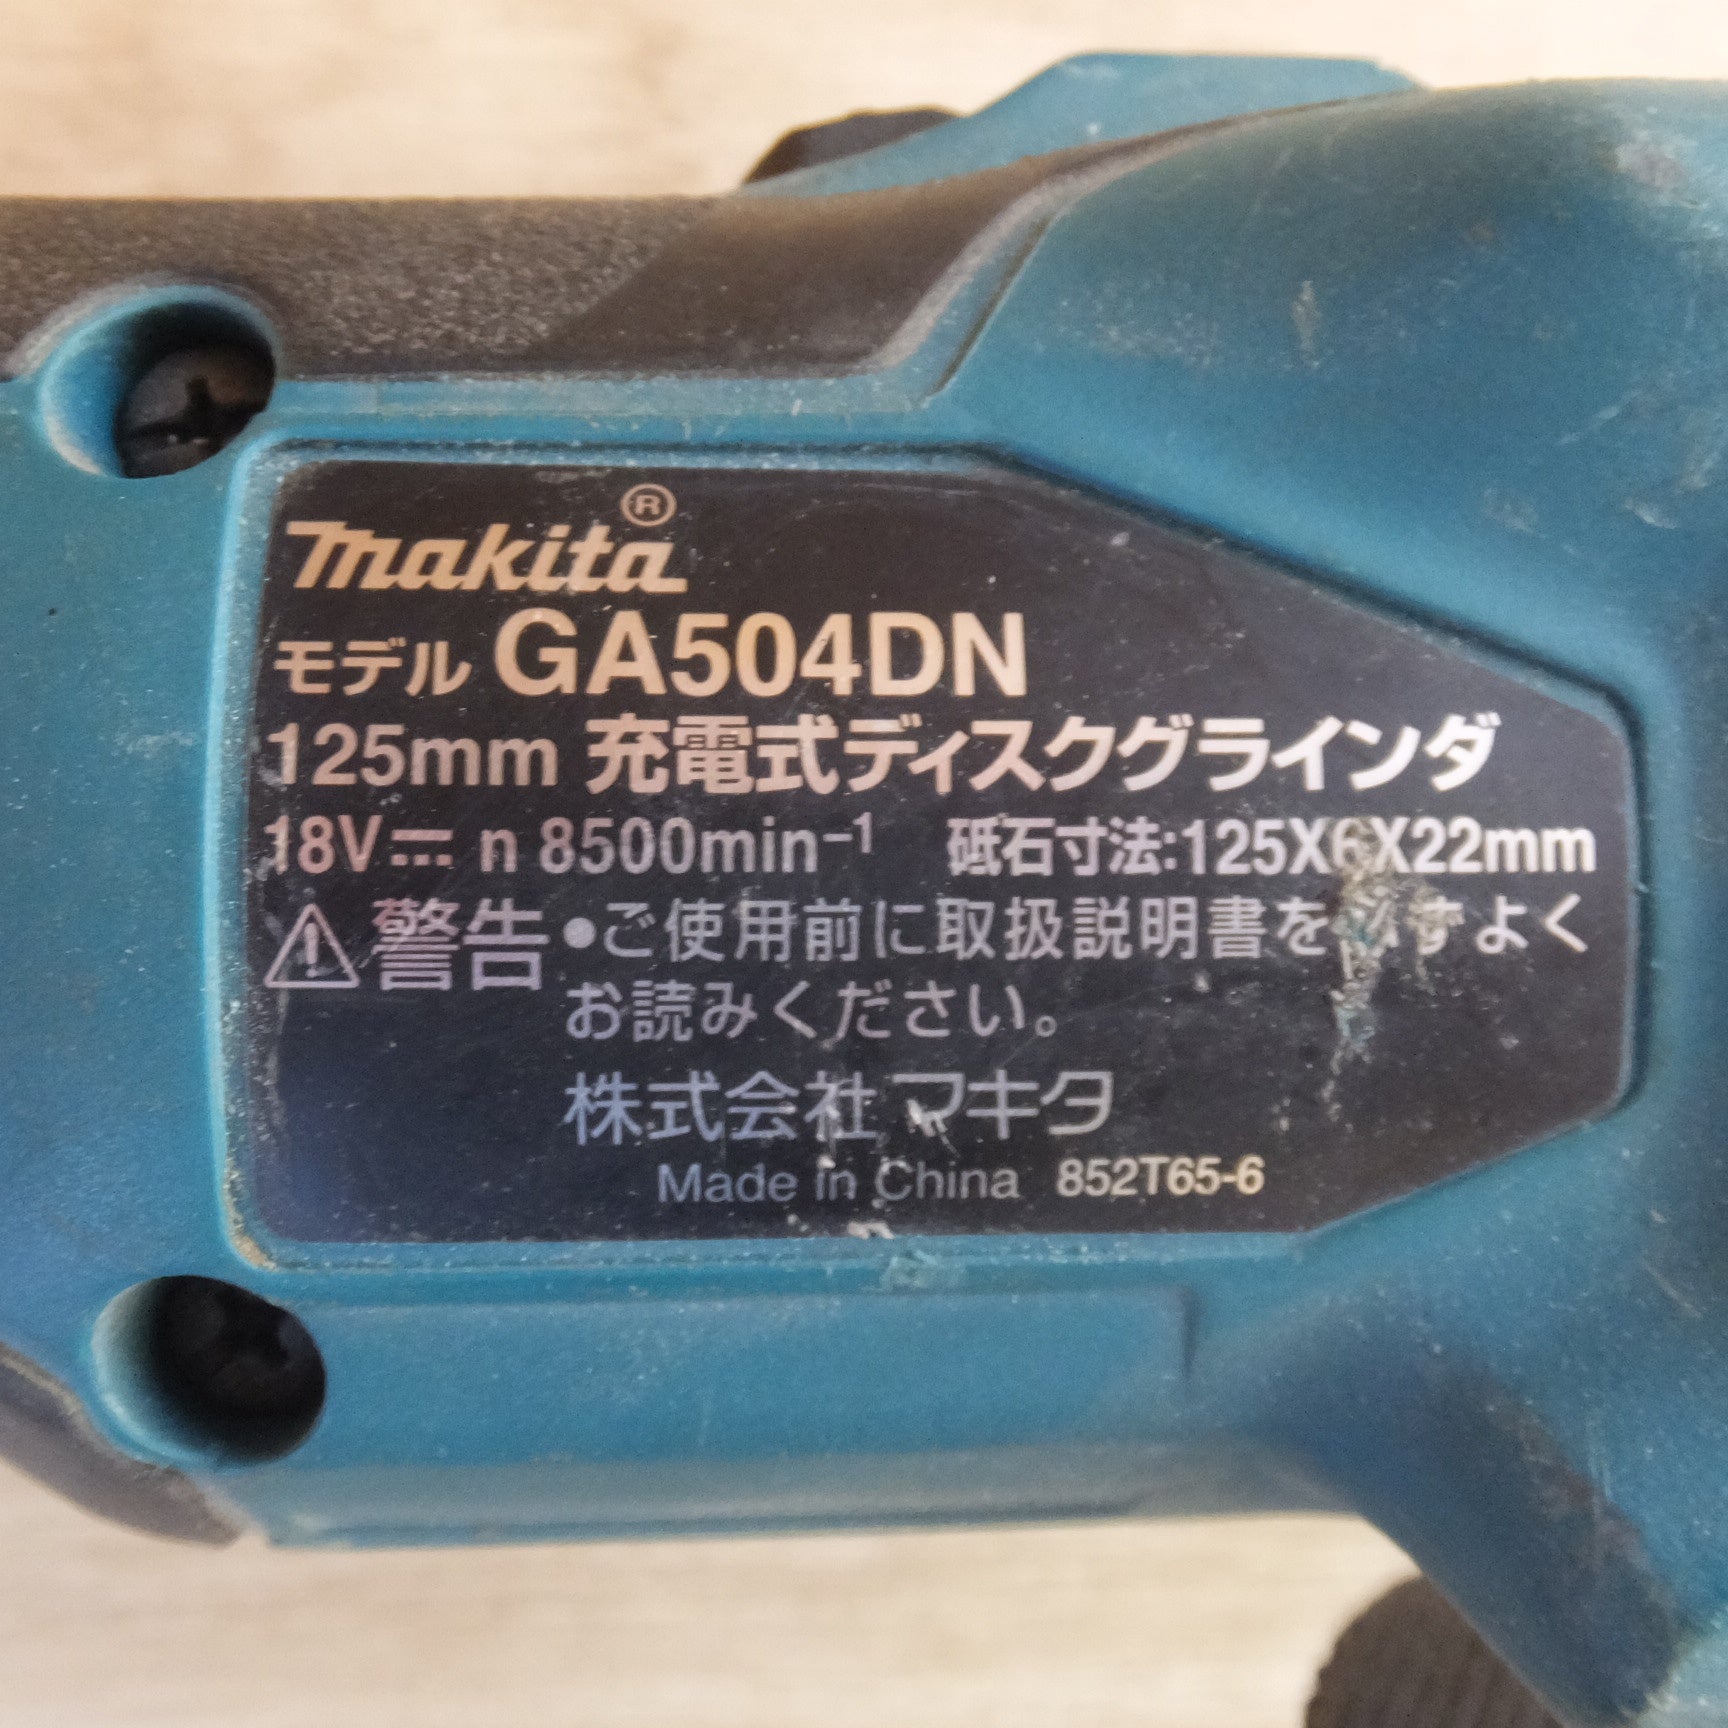 makita®
モデル GA504DN
125mm 充電式ディスクグラインダ
18V⎓ n 8500min⁻¹ 砥石寸法:125X6X22mm
⚠警告 ●ご使用前に取扱説明書を必ずよく
お読みください。
株式会社マキタ
Made in China 852T65-6